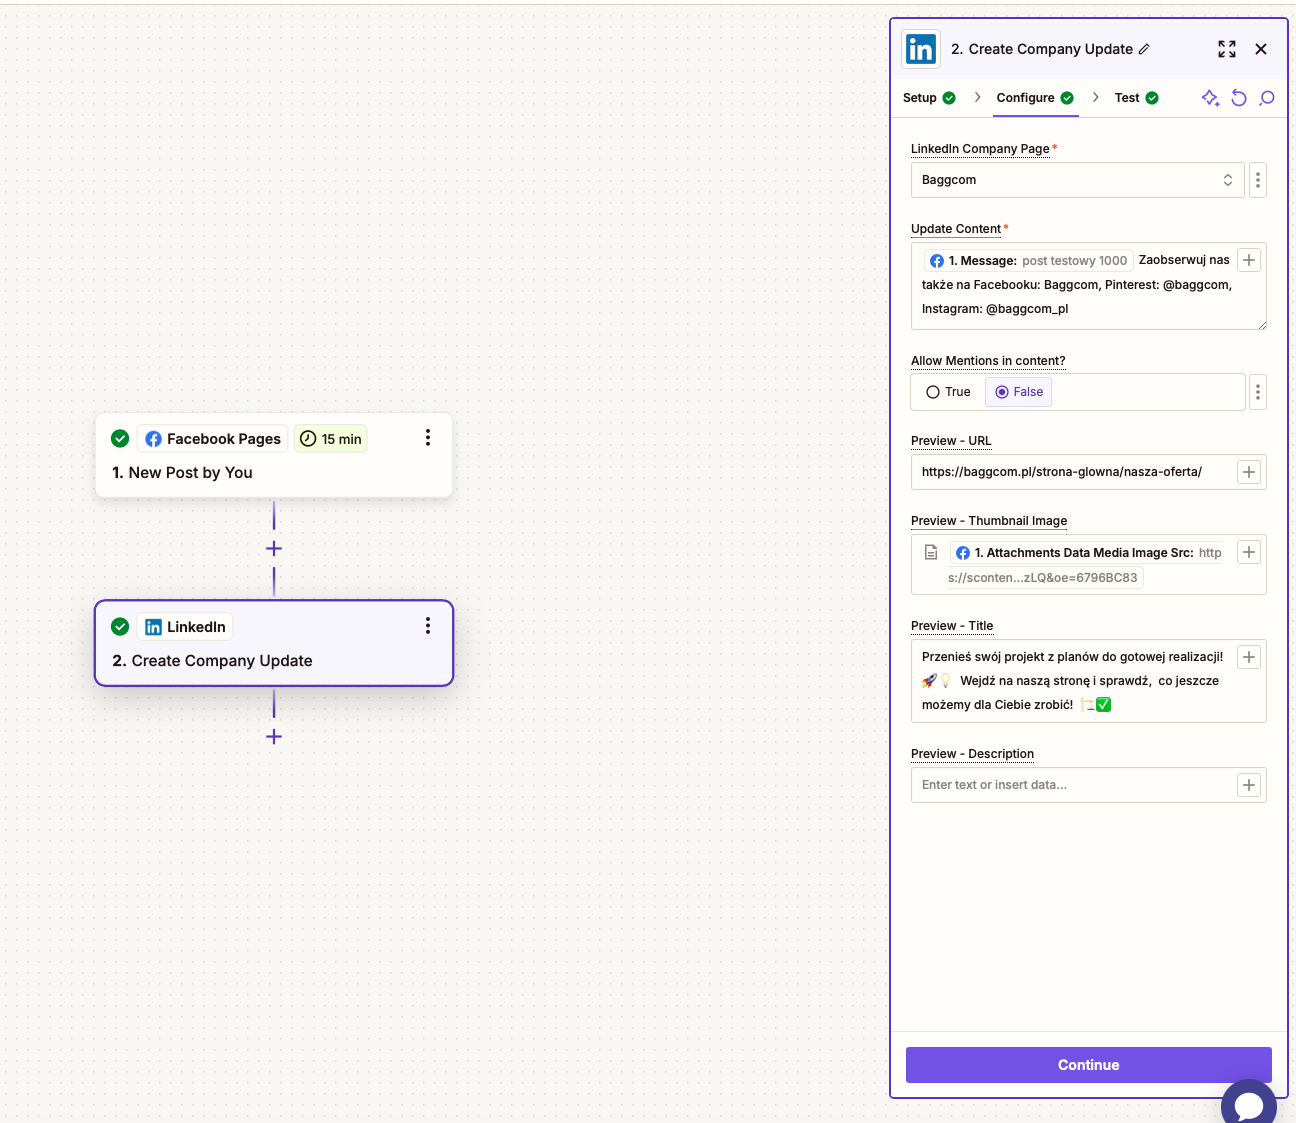 Facebook Pages
15 min
1. New Post by You
LinkedIn
2. Create Company Update
2. Create Company Update
Setup
Configure
Test
LinkedIn Company Page*
Baggcom
Update Content*
1. Message: post testowy 1000 Zaobserwuj nas
także na Facebooku: Baggcom, Pinterest: @baggcom,
Instagram: @baggcom_pl
Allow Mentions in content?
True
False
Preview - URL
https://baggcom.pl/strona-glowna/nasza-oferta/
Preview - Thumbnail Image
1. Attachments Data Media Image Src: http
s://sconten...zLQ&oe=6796BC83
Preview - Title
Przenieś swój projekt z planów do gotowej realizacji!
🚀💡 Wejdź na naszą stronę i sprawdź, co jeszcze
możemy dla Ciebie zrobić! 🏗️✅
Preview - Description
Enter text or insert data...
Continue